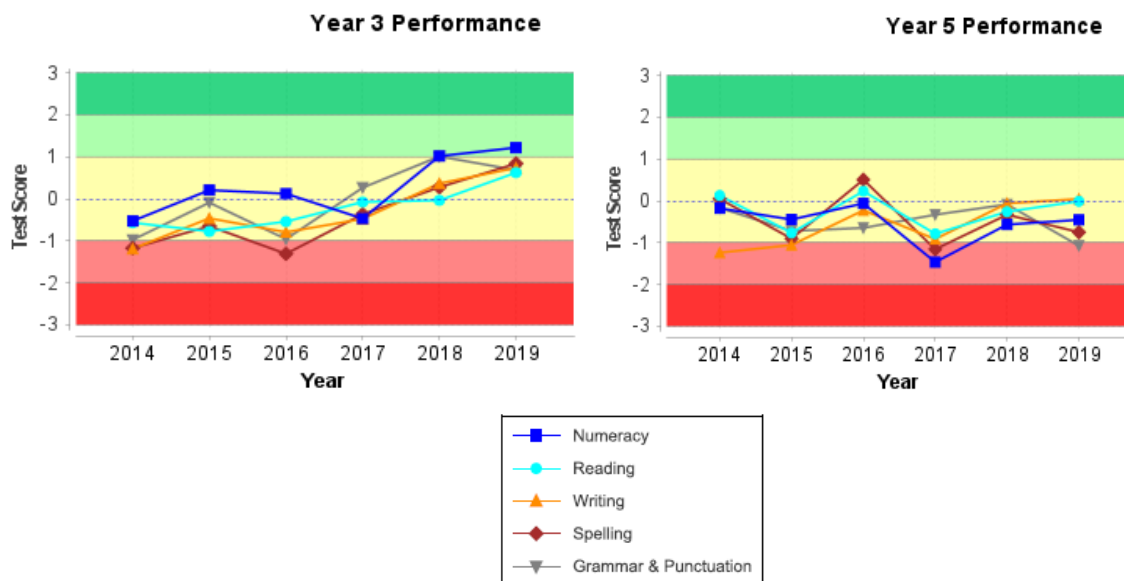 Year 3 Performance
3
2
1
0
-1
-2
-3
Test Score
2014 2015 2016 2017 2018 2019
Year
Year 5 Performance
3
2
1
0
-1
-2
-3
Test Score
2014 2015 2016 2017 2018 2019
Year
Numeracy
Reading
Writing
Spelling
Grammar & Punctuation